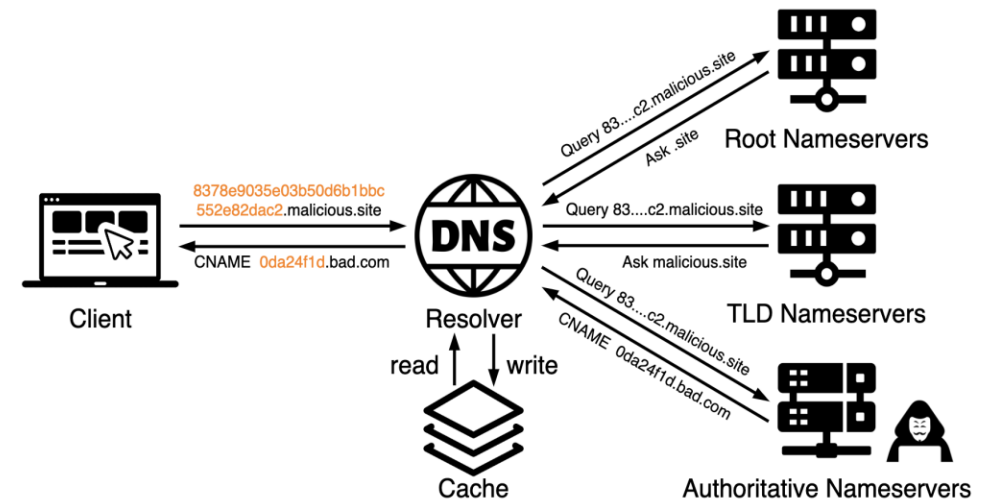 Query 83....c2.malicious.site
Ask .site
Root Nameservers
8378e9035e03b50d6b1bbc
552e82dac2.malicious.site
CNAME 0da24f1d.bad.com
Client
DNS
Resolver
Query 83....c2.malicious.site
Ask malicious.site
TLD Nameservers
Query 83....c2.malicious.site
CNAME 0da24f1d.bad.com
read
write
Cache
Authoritative Nameservers